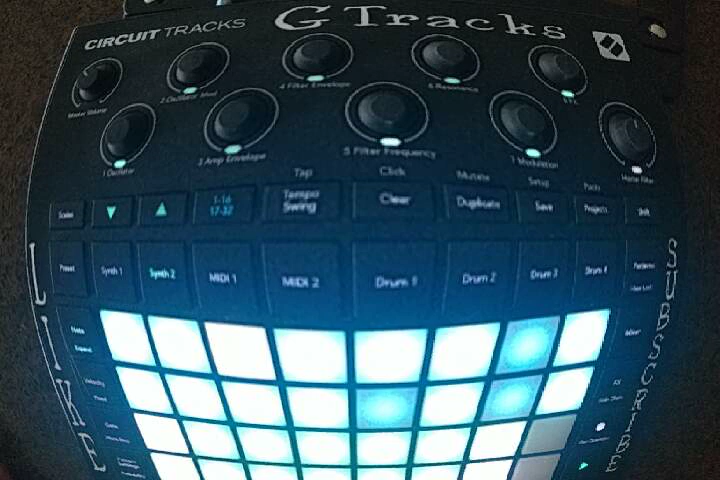 CIRCUIT TRACKS
G Tracks
Master Volume
2 Oscillator Mod
4 Filter Envelope
6 Resonance
8 FX
1 Oscillator
3 Amp Envelope
5 Filter Frequency
7 Modulation
Master Filter
Tap
Click
Mutate
Setup
Packs
Scales
▼
▲
1-16
17-32
Tempo
Swing
Clear
Duplicate
Save
Projects
Shift
Preset
Synth 1
Synth 2
MIDI 1
MIDI 2
Drum 1
Drum 2
Drum 3
Drum 4
Note
Expand
Mixer
Velocity
FX
Side Chain
Gate
LIKE
SUBSCRIBE